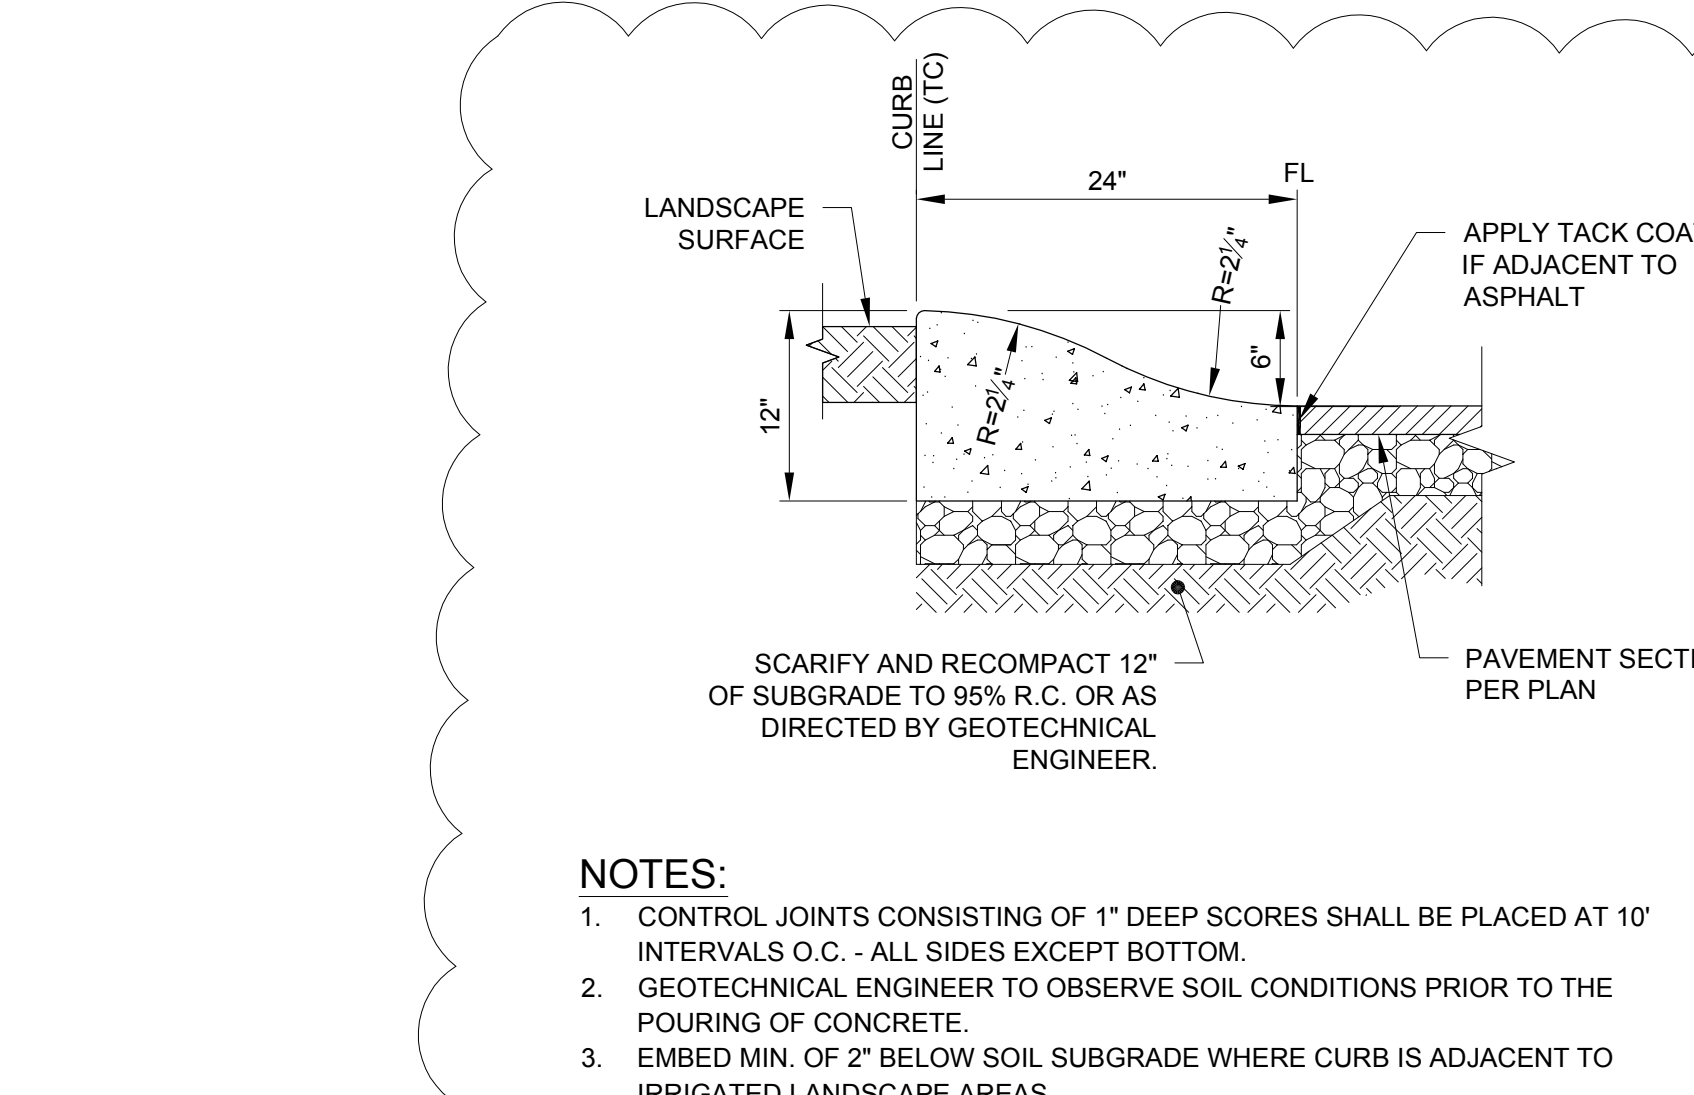 CURB
LINE (TC)
24"
FL
LANDSCAPE
SURFACE
R=2¼"
APPLY TACK COA
IF ADJACENT TO
ASPHALT
6"
12"
R=2¼"
SCARIFY AND RECOMPACT 12"
OF SUBGRADE TO 95% R.C. OR AS
DIRECTED BY GEOTECHNICAL
ENGINEER.
PAVEMENT SECTI
PER PLAN
NOTES:
1. CONTROL JOINTS CONSISTING OF 1" DEEP SCORES SHALL BE PLACED AT 10'
INTERVALS O.C. - ALL SIDES EXCEPT BOTTOM.
2. GEOTECHNICAL ENGINEER TO OBSERVE SOIL CONDITIONS PRIOR TO THE
POURING OF CONCRETE.
3. EMBED MIN. OF 2" BELOW SOIL SUBGRADE WHERE CURB IS ADJACENT TO
IRRIGATED LANDSCAPE AREAS